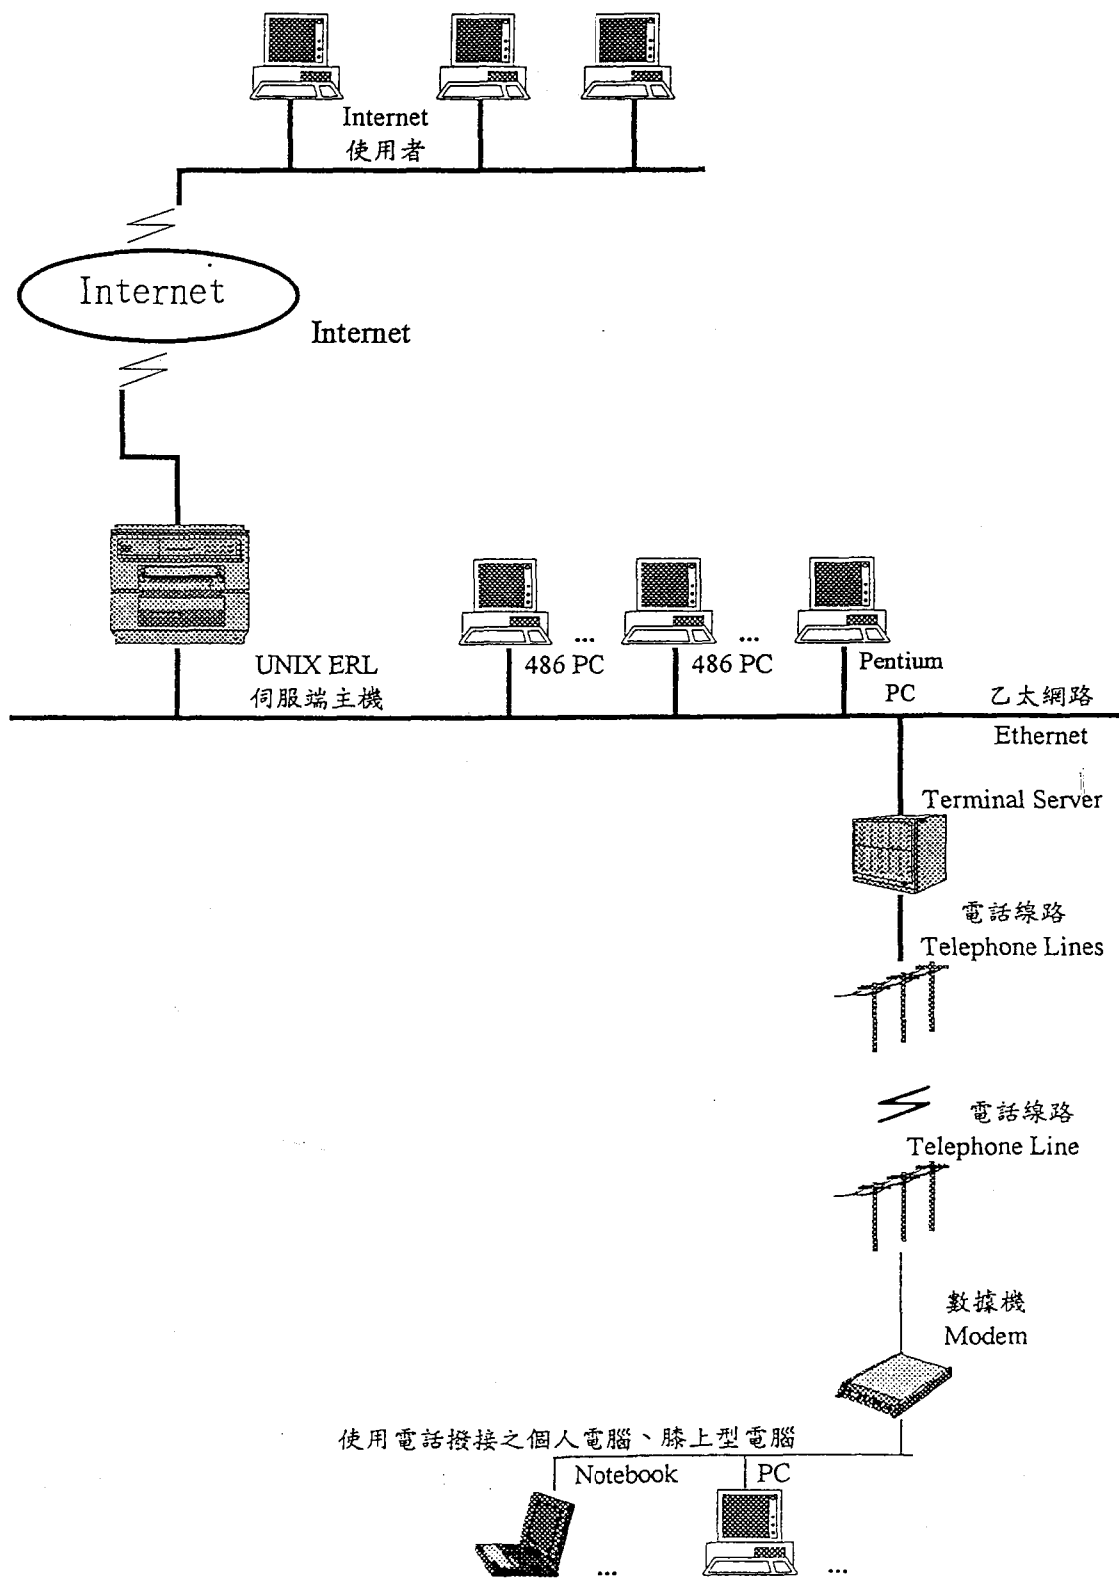 Internet
使用者
Internet
Internet
... ...
486 PC 486 PC Pentium
PC
UNIX ERL
伺服端主機
乙太網路
Ethernet
Terminal Server
電話線路
Telephone Lines
電話線路
Telephone Line
數據機
Modem
使用電話撥接之個人電腦、膝上型電腦
Notebook PC
... ...